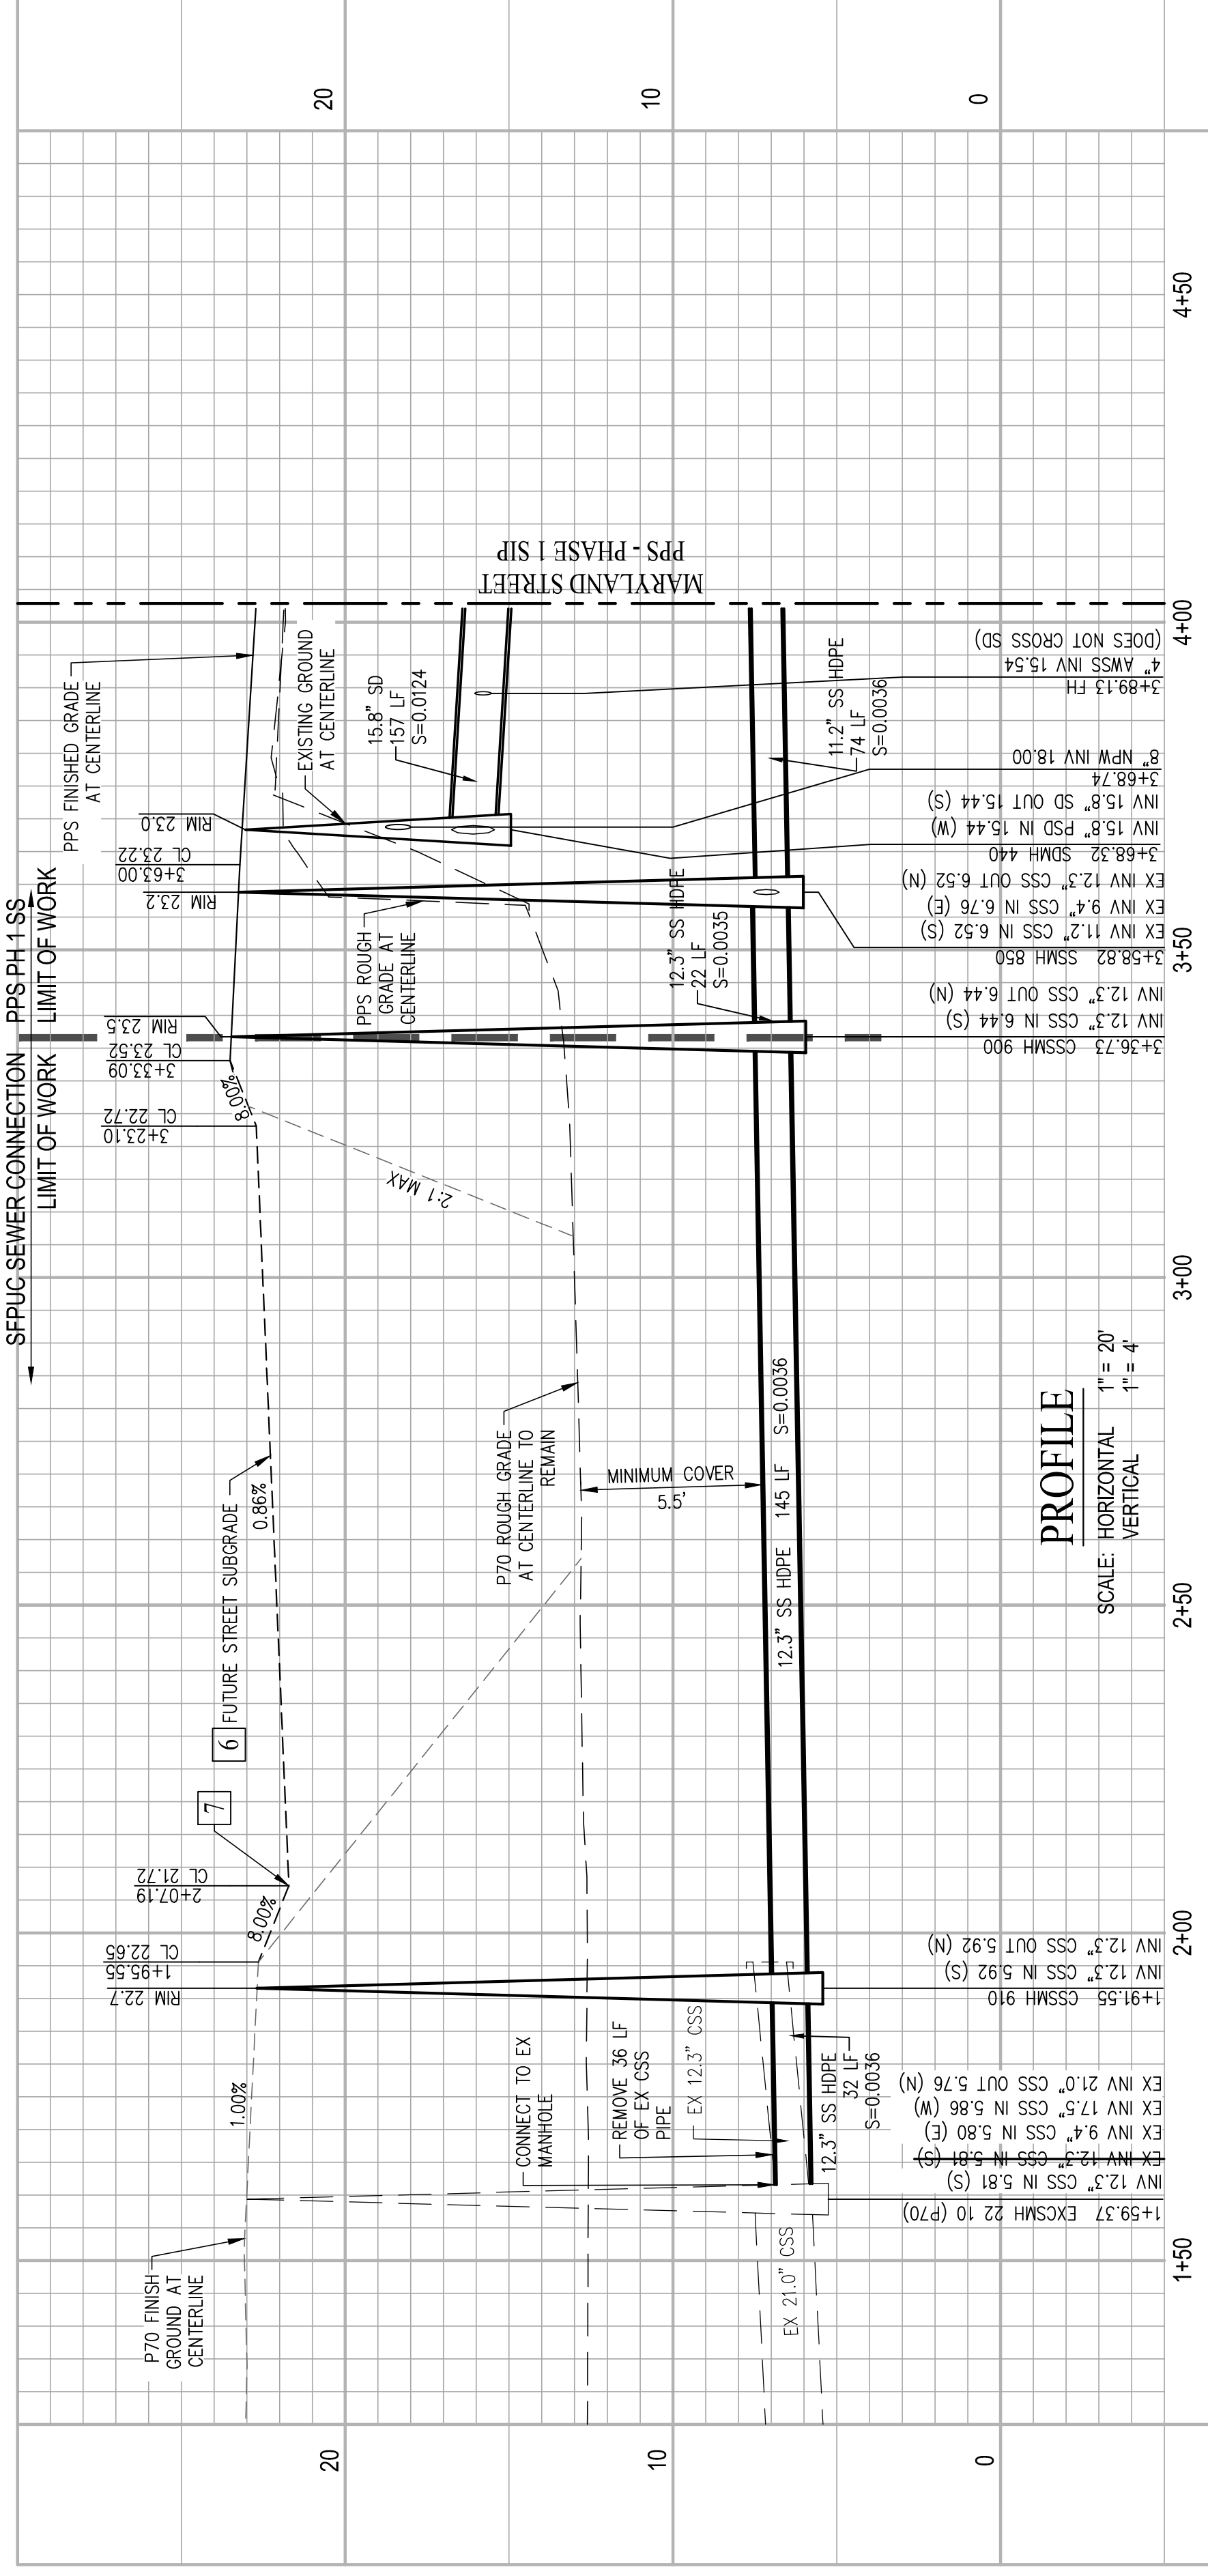 SFPUC SEWER CONNECTION
LIMIT OF WORK
PPS PH 1 SS
LIMIT OF WORK
20
10
0
20
10
0
P70 FINISH
GROUND AT
CENTERLINE
1.00%
RIM 22.7
1+95.55
CL 22.65
8.00%
2+07.19
CL 21.72
7
6
FUTURE STREET SUBGRADE
0.86%
3+23.10
CL 22.72
8.00%
3+33.09
CL 23.52
RIM 23.5
RIM 23.2
3+63.00
CL 23.22
RIM 23.0
PPS FINISHED GRADE
AT CENTERLINE
2:1 MAX
PPS ROUGH
GRADE AT
CENTERLINE
EXISTING GROUND
AT CENTERLINE
15.8" SD
157 LF
S=0.0124
MARYLAND STREET
PPS - PHASE 1 SIP
P70 ROUGH GRADE
AT CENTERLINE TO
REMAIN
MINIMUM COVER
5.5'
CONNECT TO EX
MANHOLE
REMOVE 36 LF
OF EX CSS
PIPE
EX 12.3" CSS
EX 21.0" CSS
12.3" SS HDPE
32 LF
S=0.0036
12.3" SS HDPE 145 LF S=0.0036
12.3" SS HDPE
22 LF
S=0.0035
11.2" SS HDPE
74 LF
S=0.0036
1+59.37 EXCSMH 22 10 (P70)
INV 12.3" CSS IN 5.81 (S)
EX INV 12.3" CSS IN 5.81 (S)
EX INV 9.4" CSS IN 5.80 (E)
EX INV 17.5" CSS IN 5.86 (W)
EX INV 21.0" CSS OUT 5.76 (N)
1+91.55 CSSMH 910
INV 12.3" CSS IN 5.92 (S)
INV 12.3" CSS OUT 5.92 (N)
3+36.73 CSSMH 900
INV 12.3" CSS IN 6.44 (S)
INV 12.3" CSS OUT 6.44 (N)
3+58.82 SSMH 850
EX INV 11.2" CSS IN 6.52 (S)
EX INV 9.4" CSS IN 6.76 (E)
EX INV 12.3" CSS OUT 6.52 (N)
3+68.32 SDMH 440
INV 15.8" PSD IN 15.44 (W)
INV 15.8" SD OUT 15.44 (S)
3+68.74
8" NPW INV 18.00
3+89.13 FH
4" AWSS INV 15.54
(DOES NOT CROSS SD)
1+50
2+00
2+50
3+00
3+50
4+00
4+50
PROFILE
SCALE: HORIZONTAL 1" = 20'
VERTICAL 1" = 4'